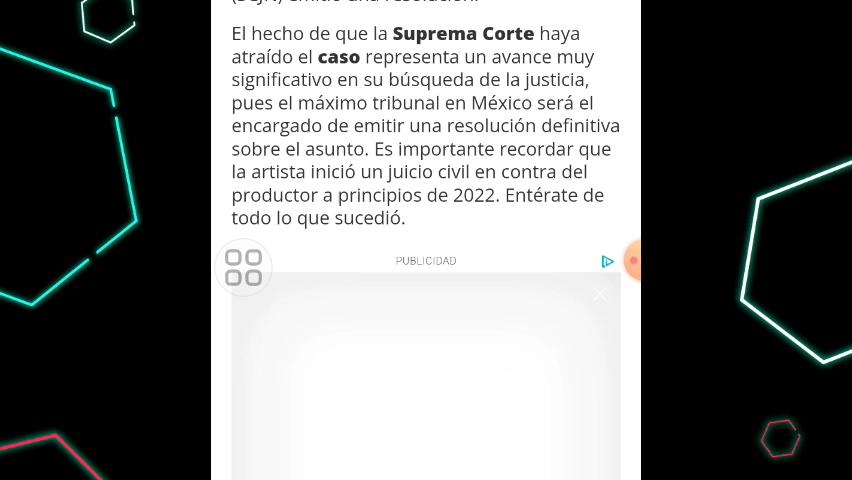 El hecho de que la Suprema Corte haya
atraído el caso representa un avance muy
significativo en su búsqueda de la justicia,
pues el máximo tribunal en México será el
encargado de emitir una resolución definitiva
sobre el asunto. Es importante recordar que
la artista inició un juicio civil en contra del
productor a principios de 2022. Entérate de
todo lo que sucedió.
PUBLICIDAD